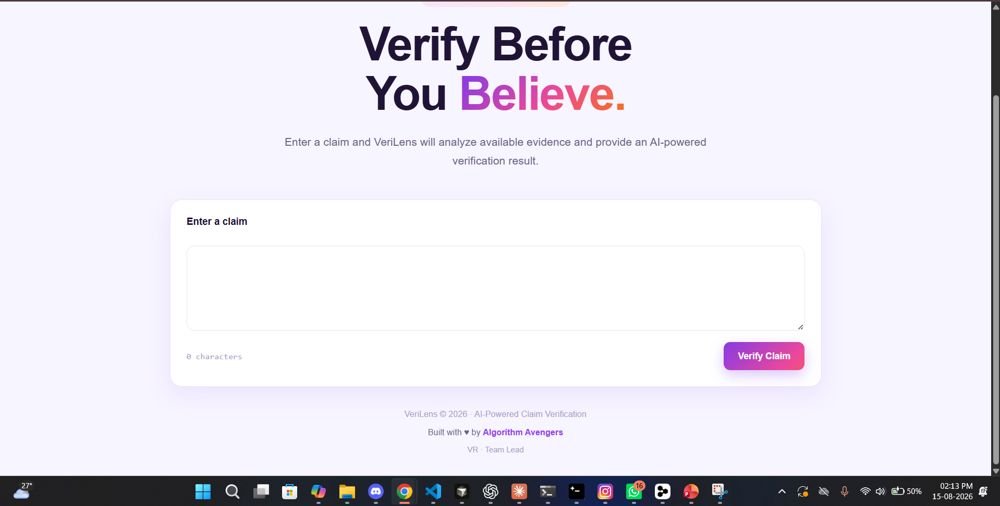 Verify Before
You Believe.
Enter a claim and VeriLens will analyze available evidence and provide an AI-powered
verification result.
Enter a claim
0 characters
Verify Claim
VeriLens © 2026 · AI-Powered Claim Verification
Built with ♥ by Algorithm Avengers
VR · Team Lead
27°
16
50%
02:13 PM
15-08-2026